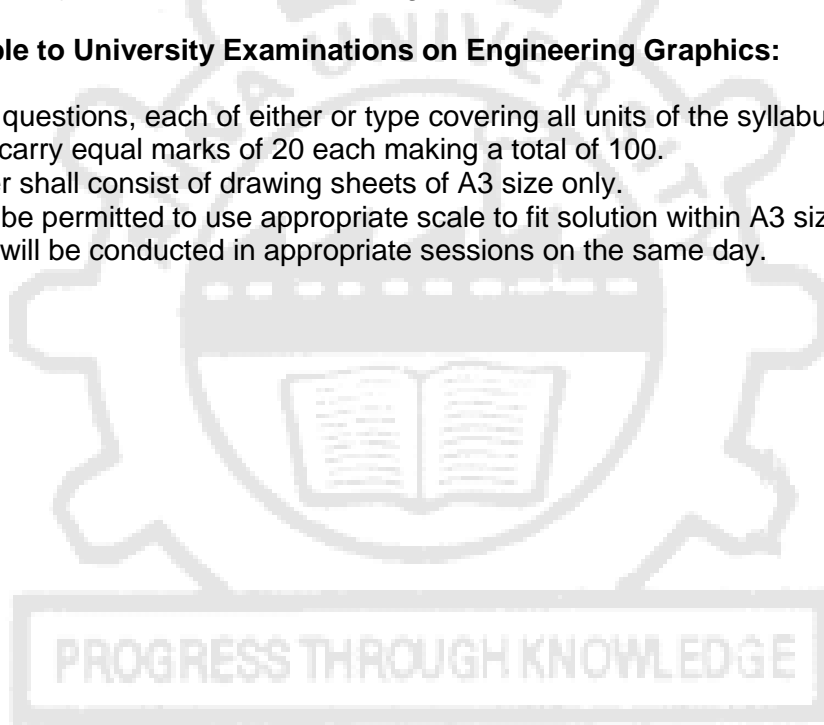 ble to University Examinations on Engineering Graphics:
questions, each of either or type covering all units of the syllabu
carry equal marks of 20 each making a total of 100.
er shall consist of drawing sheets of A3 size only.
be permitted to use appropriate scale to fit solution within A3 siz
will be conducted in appropriate sessions on the same day.
UNIVERSITY
PROGRESS THROUGH KNOWLEDGE